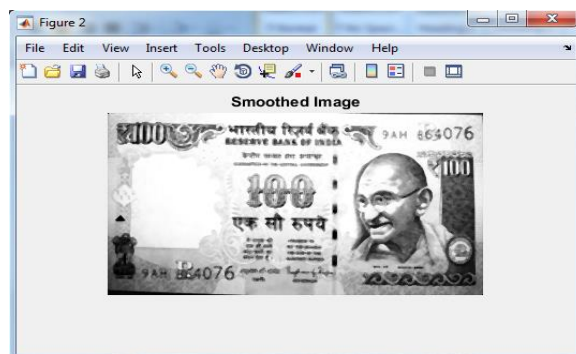 Figure 2
File Edit View Insert Tools Desktop Window Help
Smoothed Image
₹100
भारतीय रिज़र्व बैंक
RESERVE BANK OF INDIA
9AH 864076
₹100
100
एक सौ रुपये
9AH 864076